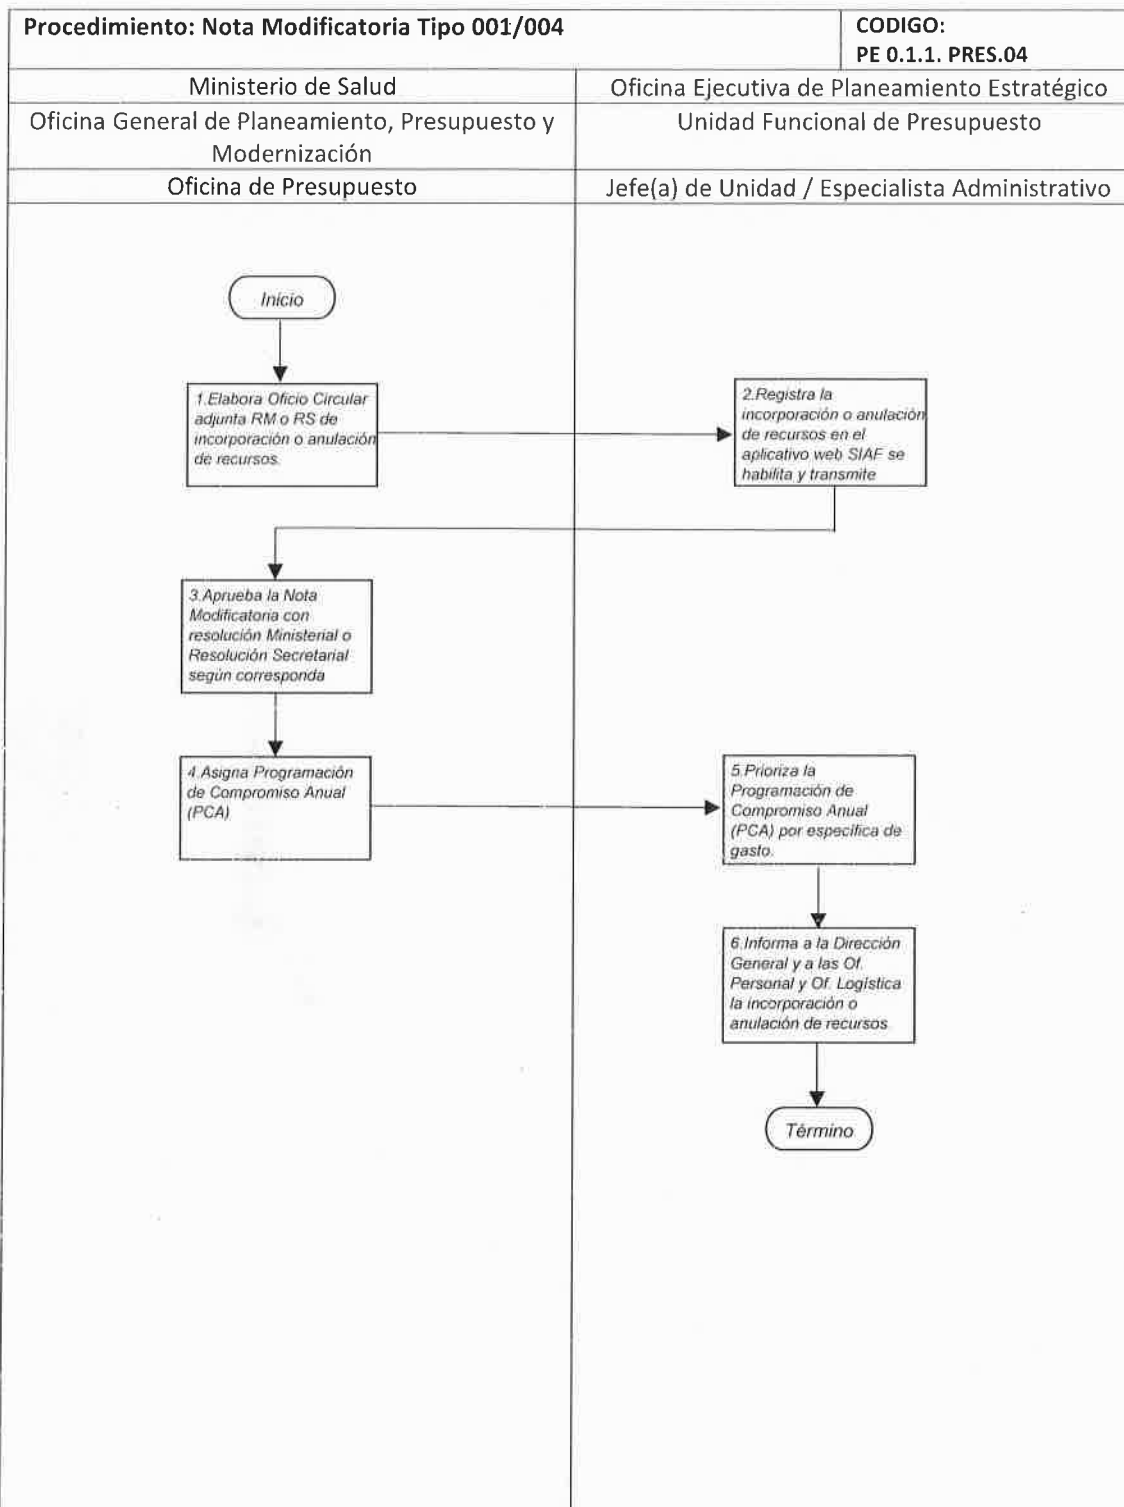 Procedimiento: Nota Modificatoria Tipo 001/004
CODIGO:
PE 0.1.1. PRES.04
Ministerio de Salud
Oficina Ejecutiva de Planeamiento Estratégico
Oficina General de Planeamiento, Presupuesto y
Modernización
Unidad Funcional de Presupuesto
Oficina de Presupuesto
Jefe(a) de Unidad / Especialista Administrativo
Inicio
1.Elabora Oficio Circular
adjunta RM o RS de
incorporación o anulación
de recursos.
2.Registra la
incorporación o anulación
de recursos en el
aplicativo web SIAF se
habilita y transmite
3.Aprueba la Nota
Modificatoria con
resolución Ministerial o
Resolución Secretarial
según corresponda
4.Asigna Programación
de Compromiso Anual
(PCA)
5.Prioriza la
Programación de
Compromiso Anual
(PCA) por específica de
gasto.
6.Informa a la Dirección
General y a las Of.
Personal y Of. Logística
la incorporación o
anulación de recursos
Término